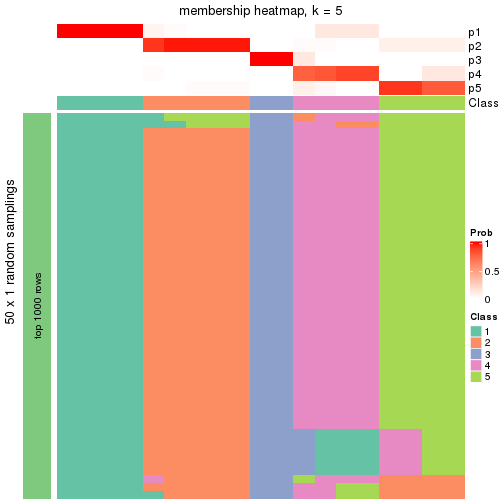 membership heatmap, k = 5
p1
p2
p3
p4
p5
Class
50 x 1 random samplings
top 1000 rows
Prob
1
0.5
0
Class
1
2
3
4
5